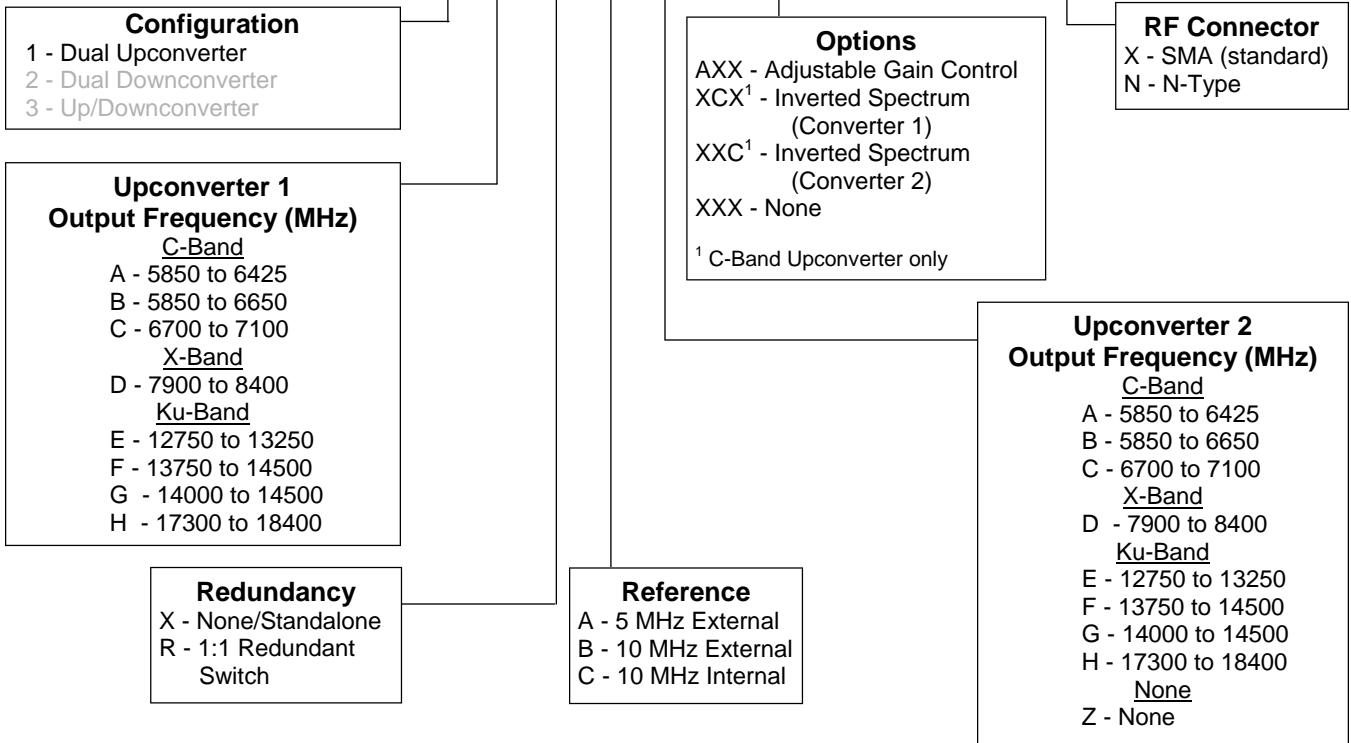 Configuration
1 - Dual Upconverter
2 - Dual Downconverter
3 - Up/Downconverter
Upconverter 1
Output Frequency (MHz)
C-Band
A - 5850 to 6425
B - 5850 to 6650
C - 6700 to 7100
X-Band
D - 7900 to 8400
Ku-Band
E - 12750 to 13250
F - 13750 to 14500
G - 14000 to 14500
H - 17300 to 18400
Redundancy
X - None/Standalone
R - 1:1 Redundant
Switch
Reference
A - 5 MHz External
B - 10 MHz External
C - 10 MHz Internal
Options
AXX - Adjustable Gain Control
XCX¹ - Inverted Spectrum
(Converter 1)
XXC¹ - Inverted Spectrum
(Converter 2)
XXX - None
¹ C-Band Upconverter only
RF Connector
X - SMA (standard)
N - N-Type
Upconverter 2
Output Frequency (MHz)
C-Band
A - 5850 to 6425
B - 5850 to 6650
C - 6700 to 7100
X-Band
D - 7900 to 8400
Ku-Band
E - 12750 to 13250
F - 13750 to 14500
G - 14000 to 14500
H - 17300 to 18400
None
Z - None